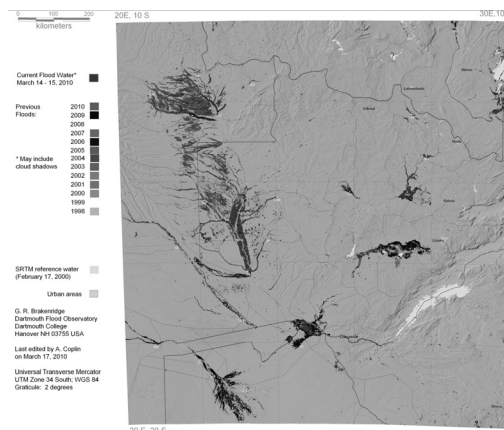 0 100 200
kilometers
20E, 10 S
30E,10
Current Flood Water*
March 14 - 15, 2010
Previous
Floods:
2010
2009
2008
2007
2006
2005
2004
2003
2002
2001
2000
1999
1998
* May include
cloud shadows
SRTM reference water
(February 17, 2000)
Urban areas
G. R. Brakenridge
Dartmouth Flood Observatory
Dartmouth College
Hanover NH 03755 USA
Last edited by A. Coplin
on March 17, 2010
Universal Transverse Mercator
UTM Zone 34 South; WGS 84
Graticule: 2 degrees